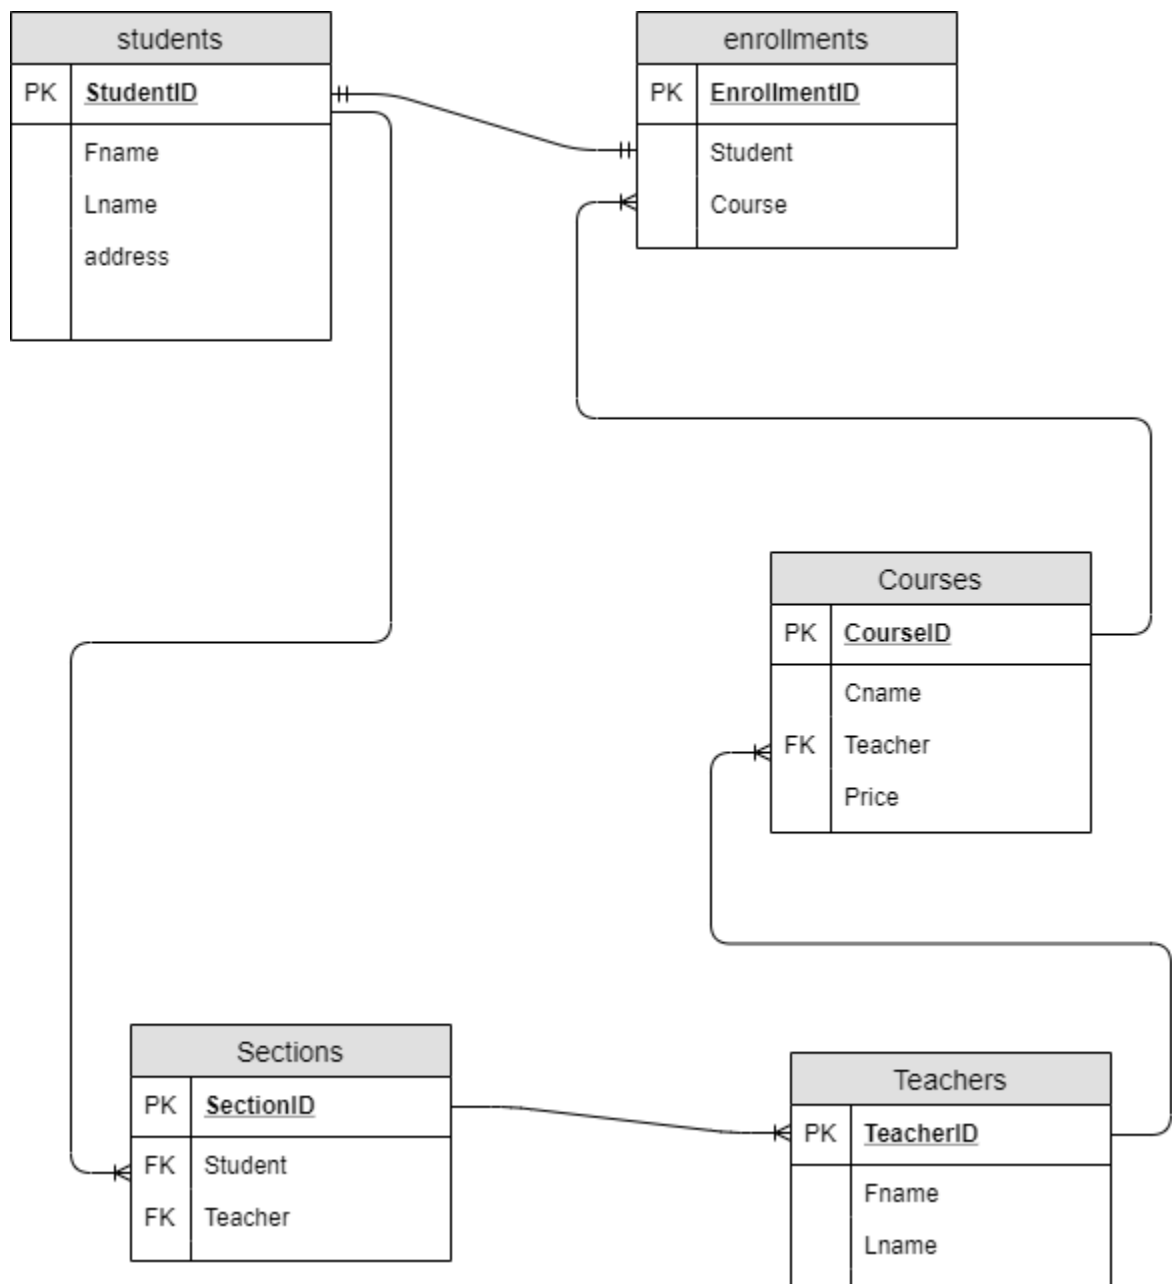 students
PK StudentID
Fname
Lname
address
enrollments
PK EnrollmentID
Student
Course
Courses
PK CourseID
Cname
FK Teacher
Price
Sections
PK SectionID
FK Student
FK Teacher
Teachers
PK TeacherID
Fname
Lname